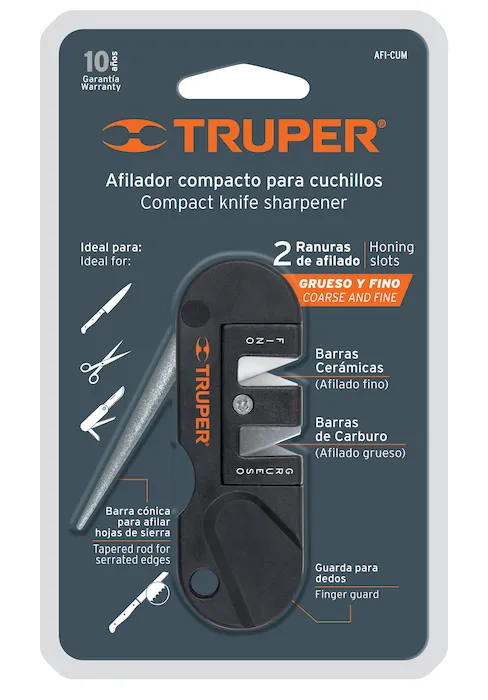 10 años
Garantía
Warranty
AFI-CUM
TRUPER®
Afilador compacto para cuchillos
Compact knife sharpener
Ideal para:
Ideal for:
2 Ranuras de afilado
Honing slots
GRUESO Y FINO
COARSE AND FINE
FINO
TRUPER®
GRUESO
Barras
Cerámicas
(Afilado fino)
Barras
de Carburo
(Afilado grueso)
Barra cónica
para afilar
hojas de sierra
Tapered rod for
serrated edges
Guarda para
dedos
Finger guard